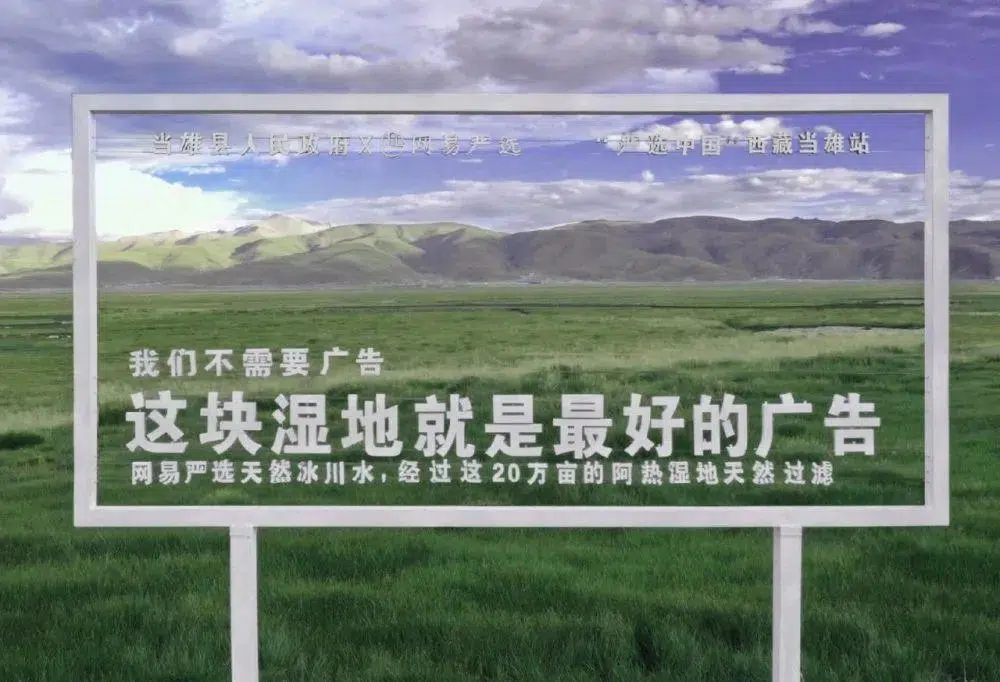 当雄县人民政府X网易严选 "严选中国"西藏当雄站
我们不需要广告
这块湿地就是最好的广告
网易严选天然冰川水,经过这20万亩的阿热湿地天然过滤